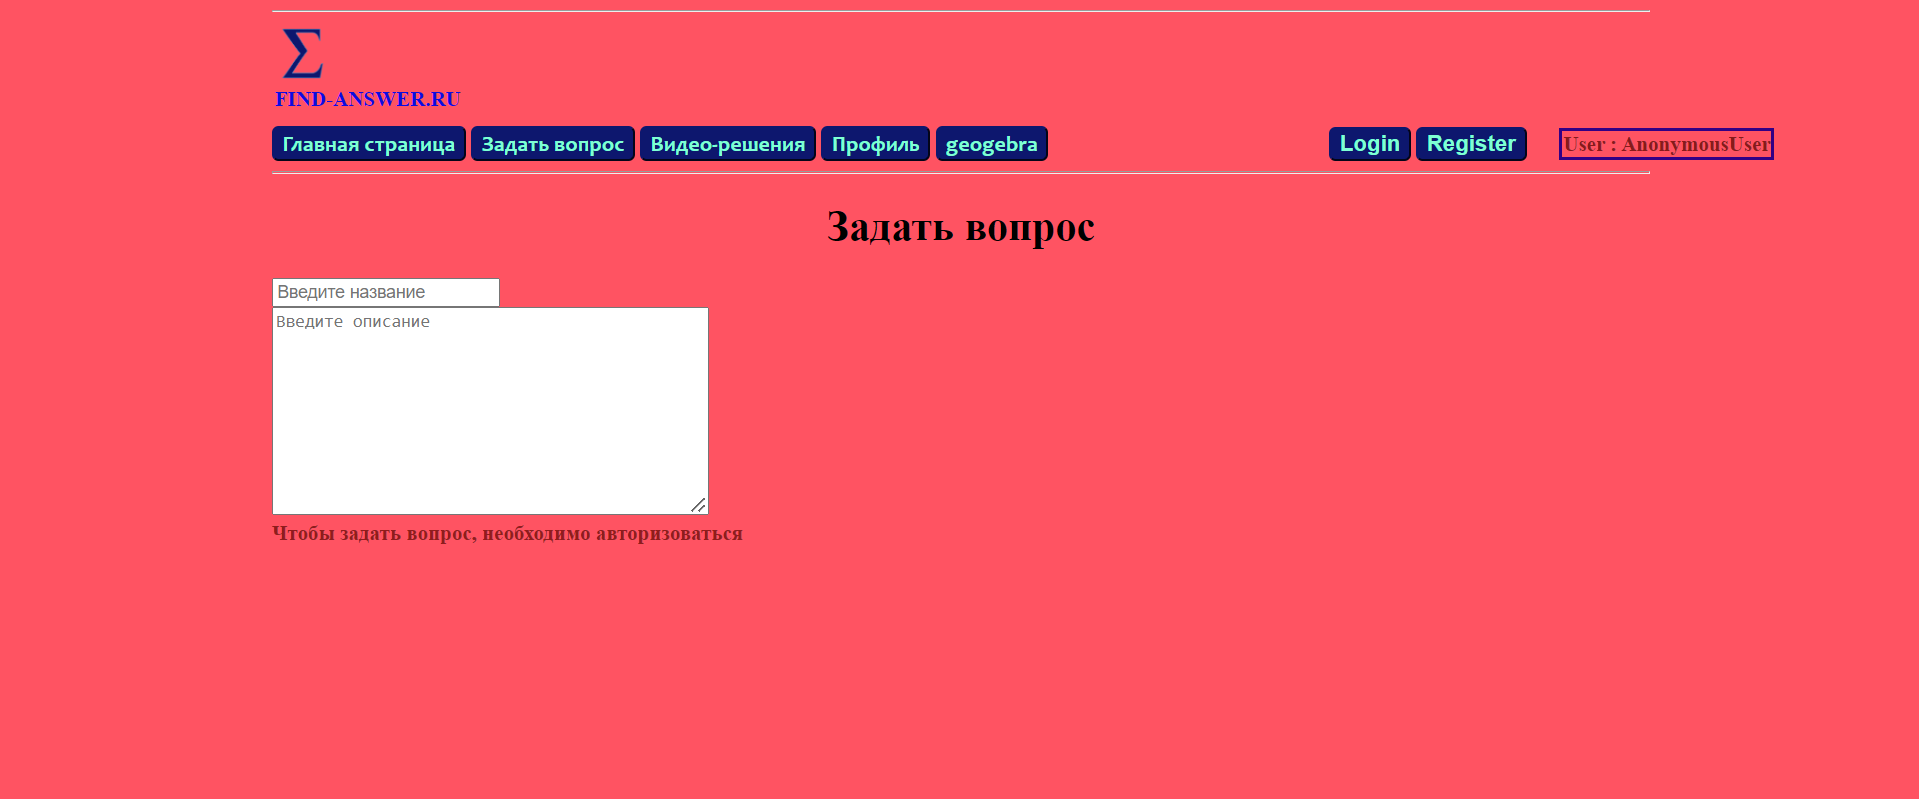 Σ
FIND-ANSWER.RU
Главная страница Задать вопрос Видео-решения Профиль geogebra Login Register User : AnonymousUser
Задать вопрос
Введите название
Введите описание
Чтобы задать вопрос, необходимо авторизоваться